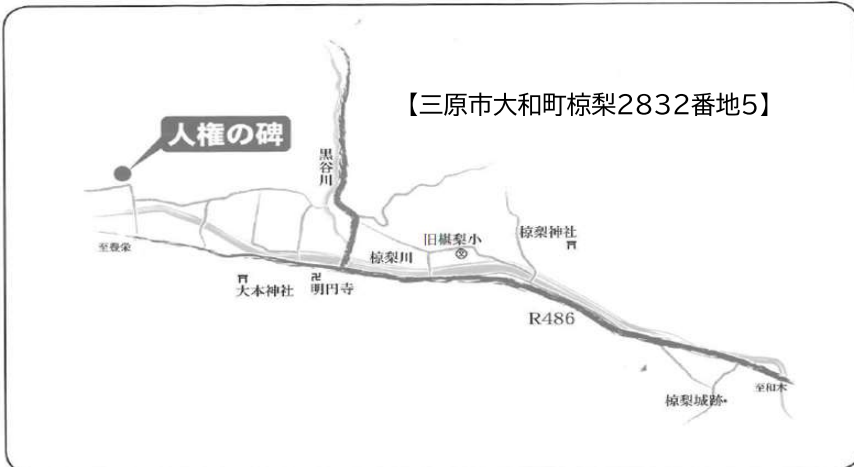 【三原市大和町椋梨2832番地5】
人権の碑
黒谷川
至豊栄
大本神社
明円寺
椋梨川
旧椹梨小
椋梨神社
R486
椋梨城跡
至和木